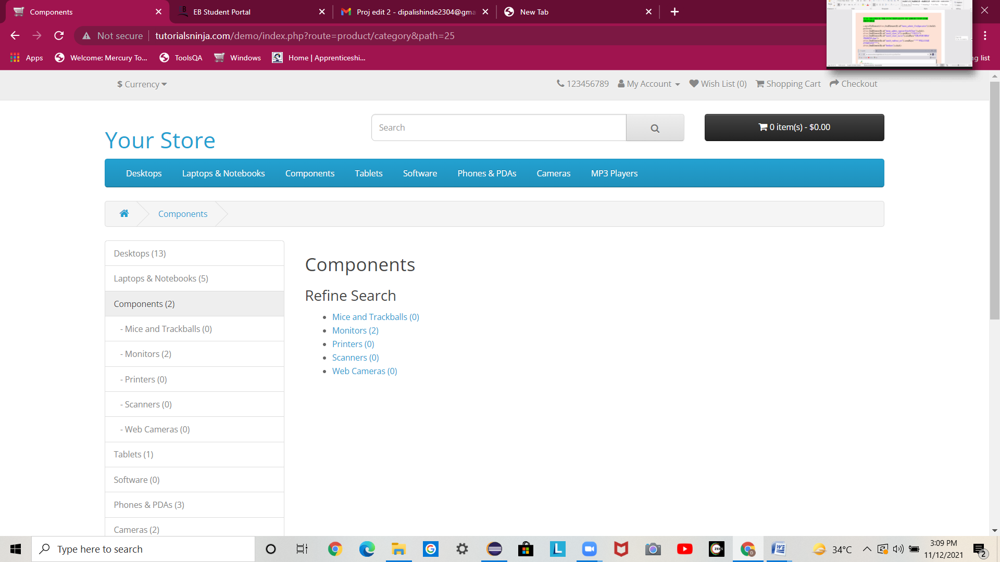 Components
EB Student Portal
Proj edit 2 - dipalishinde2304@gma
New Tab
Not secure
tutorialsninja.com/demo/index.php?route=product/category&path=25
Apps
Welcome: Mercury To...
ToolsQA
Windows
Home | Apprenticeshi...
ng list
$ Currency
123456789
My Account
Wish List (0)
Shopping Cart
Checkout
Your Store
Search
0 item(s) - $0.00
Desktops
Laptops & Notebooks
Components
Tablets
Software
Phones & PDAs
Cameras
MP3 Players
Components
Desktops (13)
Laptops & Notebooks (5)
Components (2)
- Mice and Trackballs (0)
- Monitors (2)
- Printers (0)
- Scanners (0)
- Web Cameras (0)
Tablets (1)
Software (0)
Phones & PDAs (3)
Cameras (2)
Components
Refine Search
Mice and Trackballs (0)
Monitors (2)
Printers (0)
Scanners (0)
Web Cameras (0)
Type here to search
34°C
3:09 PM
11/12/2021
2